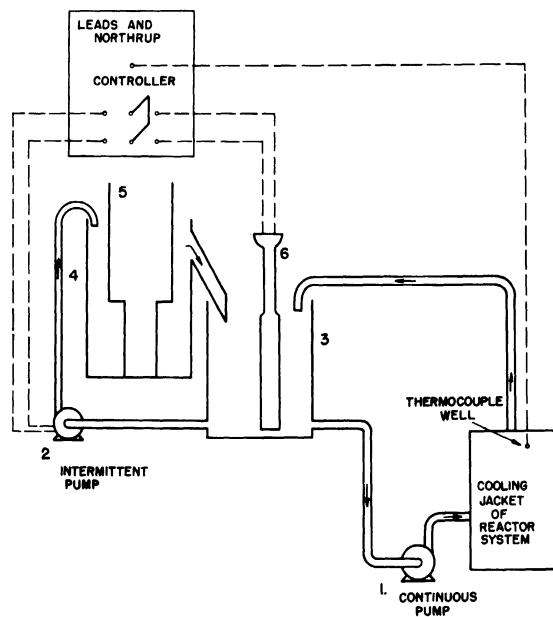 LEADS AND
NORTHRUP
CONTROLLER
5
6
4
3
THERMOCOUPLE
WELL
2
INTERMITTENT
PUMP
COOLING
JACKET
OF
REACTOR
SYSTEM
1. CONTINUOUS
PUMP